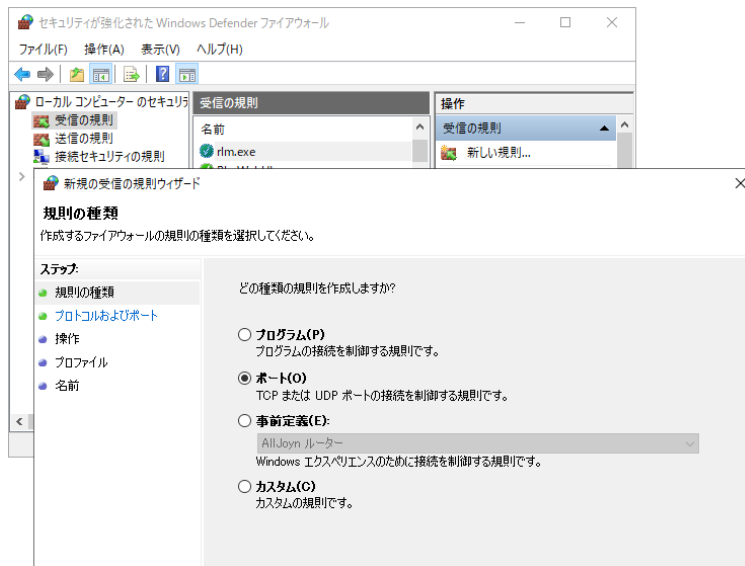 セキュリティが強化された Windows Defender ファイアウォール
ファイル(F) 操作(A) 表示(V) ヘルプ(H)
ローカル コンピューター のセキュリテ
受信の規則
送信の規則
接続セキュリティの規則
受信の規則
名前
rlm.exe
操作
受信の規則
新しい規則...
新規の受信の規則ウィザード
規則の種類
作成するファイアウォールの規則の種類を選択してください。
ステップ:
規則の種類
プロトコルおよびポート
操作
プロファイル
名前
どの種類の規則を作成しますか?
プログラム(P)
プログラムの接続を制御する規則です。
ポート(O)
TCP または UDP ポートの接続を制御する規則です。
事前定義(E):
AllJoyn ルーター
Windows エクスペリエンスのために接続を制御する規則です。
カスタム(C)
カスタムの規則です。